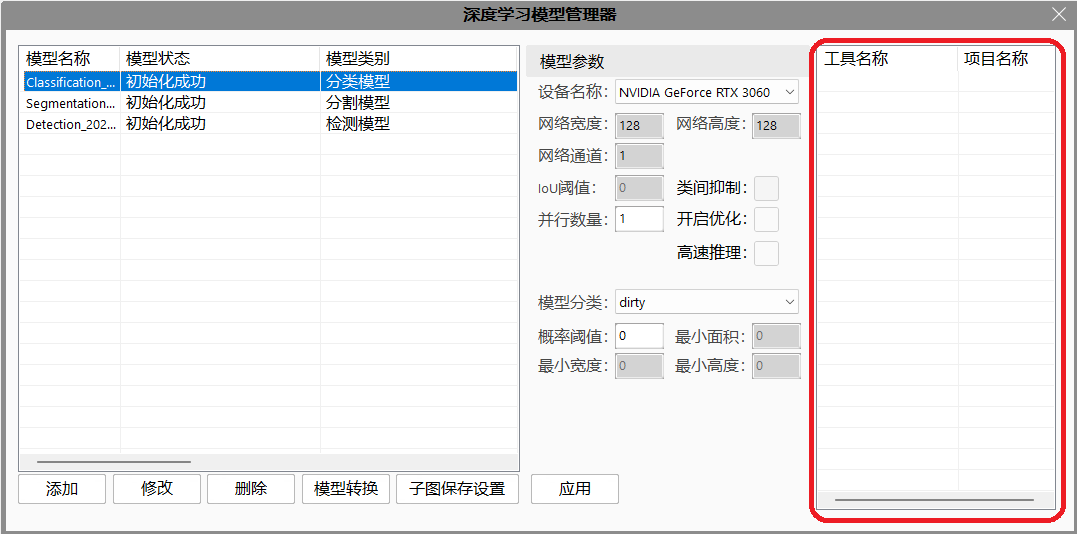 深度学习模型管理器
模型名称 模型状态 模型类别
Classification_... 初始化成功 分类模型
Segmentation... 初始化成功 分割模型
Detection_202... 初始化成功 检测模型
添加 修改 删除 模型转换 子图保存设置
模型参数
设备名称: NVIDIA GeForce RTX 3060
网络宽度: 128 网络高度: 128
网络通道: 1
IoU阈值: 0 类间抑制:
并行数量: 1 开启优化:
高速推理:
模型分类: dirty
概率阈值: 0 最小面积: 0
最小宽度: 0 最小高度: 0
应用
工具名称 项目名称